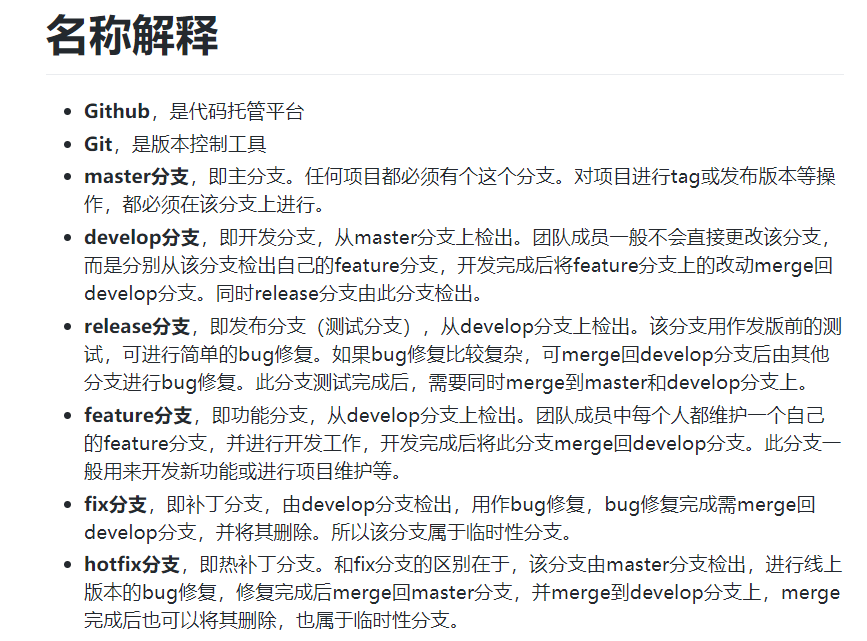 名称解释
Github，是代码托管平台
Git，是版本控制工具
master分支，即主分支。任何项目都必须有个这个分支。对项目进行tag或发布版本等操
作，都必须在该分支上进行。
develop分支，即开发分支，从master分支上检出。团队成员一般不会直接更改该分支，
而是分别从该分支检出自己的feature分支，开发完成后将feature分支上的改动merge回
develop分支。同时release分支由此分支检出。
release分支，即发布分支（测试分支），从develop分支上检出。该分支用作发版前的测
试，可进行简单的bug修复。如果bug修复比较复杂，可merge回develop分支后由其他
分支进行bug修复。此分支测试完成后，需要同时merge到master和develop分支上。
feature分支，即功能分支，从develop分支上检出。团队成员中每个人都维护一个自己
的feature分支，并进行开发工作，开发完成后将此分支merge回develop分支。此分支一
般用来开发新功能或进行项目维护等。
fix分支，即补丁分支，由develop分支检出，用作bug修复，bug修复完成需merge回
develop分支，并将其删除。所以该分支属于临时性分支。
hotfix分支，即热补丁分支。和fix分支的区别在于，该分支由master分支检出，进行线上
版本的bug修复，修复完成后merge回master分支，并merge到develop分支上，merge
完成后也可以将其删除，也属于临时性分支。